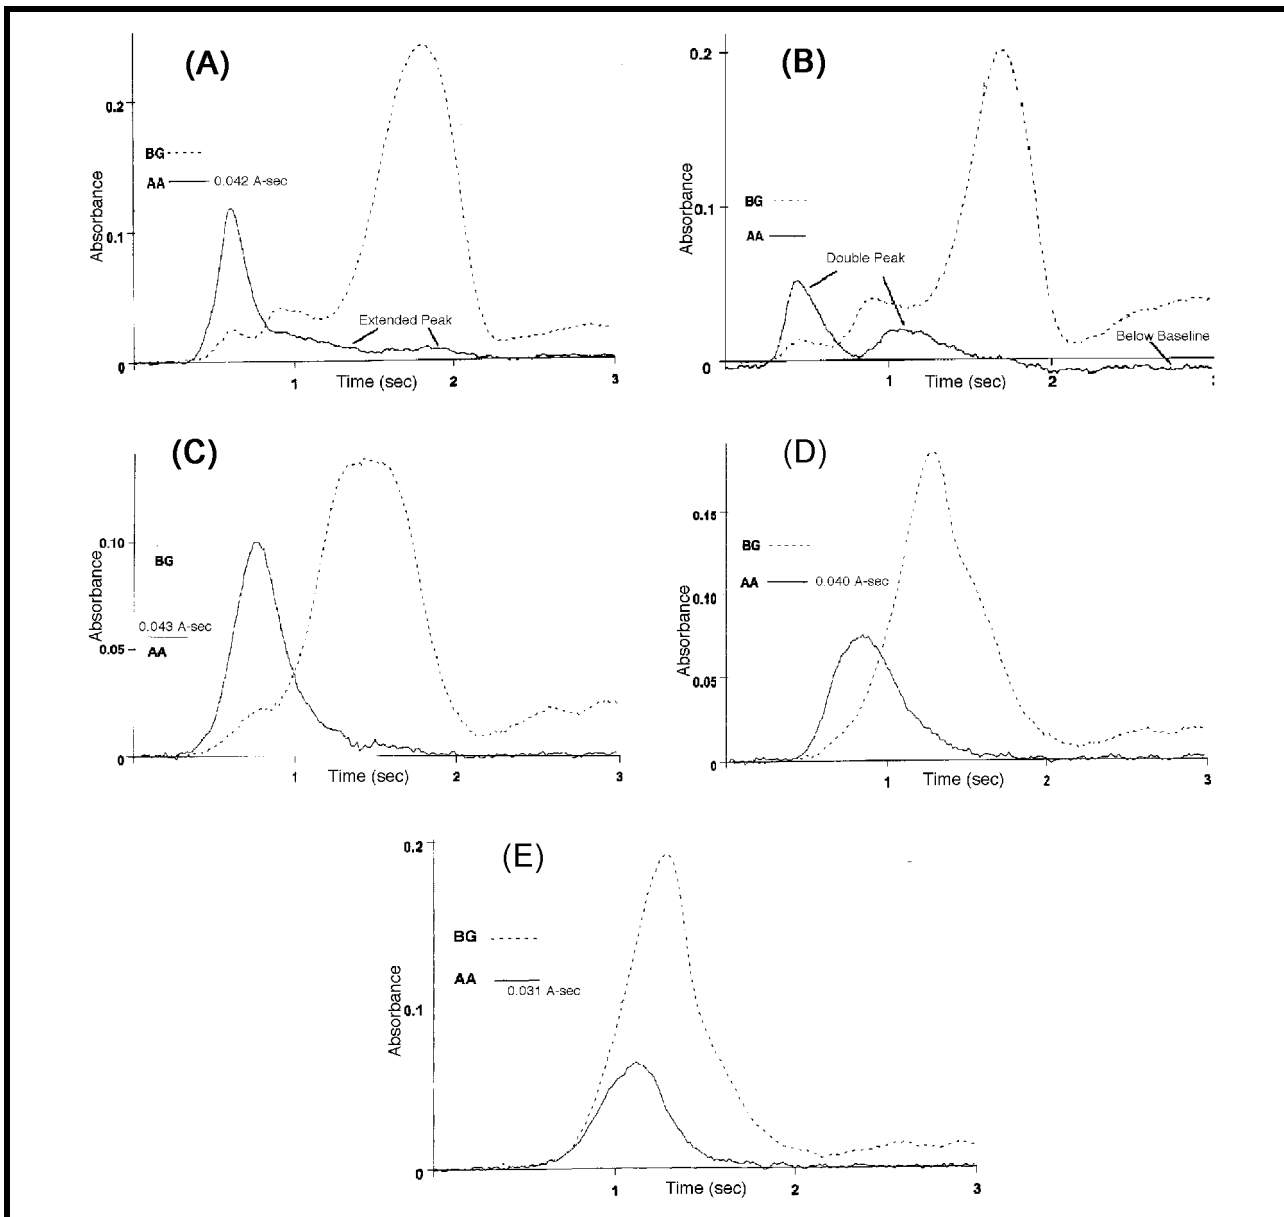 (A)
0.2
BG
AA 0.042 A-sec
0.1
Absorbance
Extended Peak
0
1
Time (sec)
2
3
(B)
0.2
Absorbance
BG
0.1
AA
Double Peak
Below Baseline
0
1
Time (sec)
2
(C)
0.10
BG
Absorbance
0.043 A-sec
0.05
AA
0
1
Time (sec)
2
3
(D)
0.15
BG
AA 0.040 A-sec
0.10
Absorbance
0.05
0
1
Time (sec)
2
3
(E)
0.2
BG
AA
0.031 A-sec
0.1
Absorbance
0
1
Time (sec)
2
3